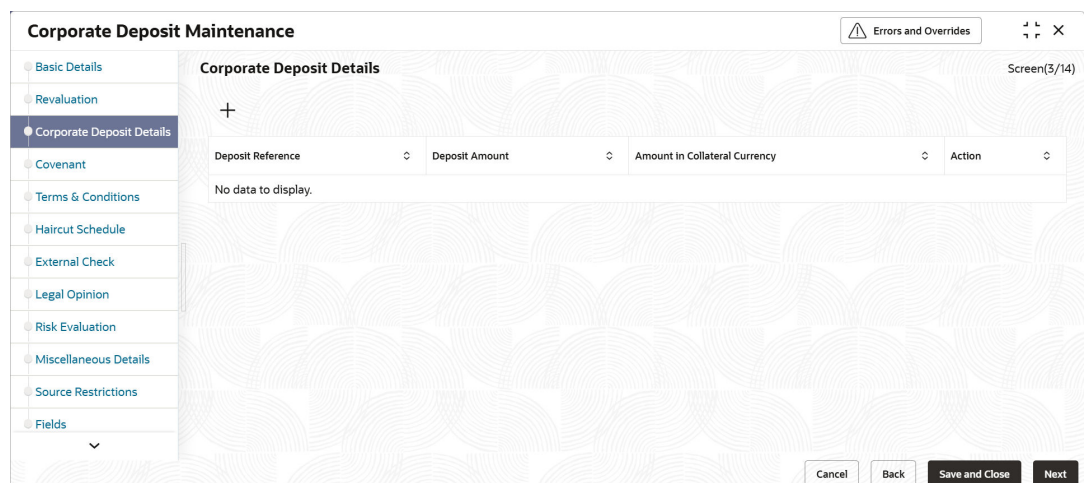 Corporate Deposit Maintenance
Errors and Overrides
Basic Details
Revaluation
Corporate Deposit Details
Covenant
Terms & Conditions
Haircut Schedule
External Check
Legal Opinion
Risk Evaluation
Miscellaneous Details
Source Restrictions
Fields
Corporate Deposit Details
Screen(3/14)
Deposit Reference
Deposit Amount
Amount in Collateral Currency
Action
No data to display.
Cancel
Back
Save and Close
Next